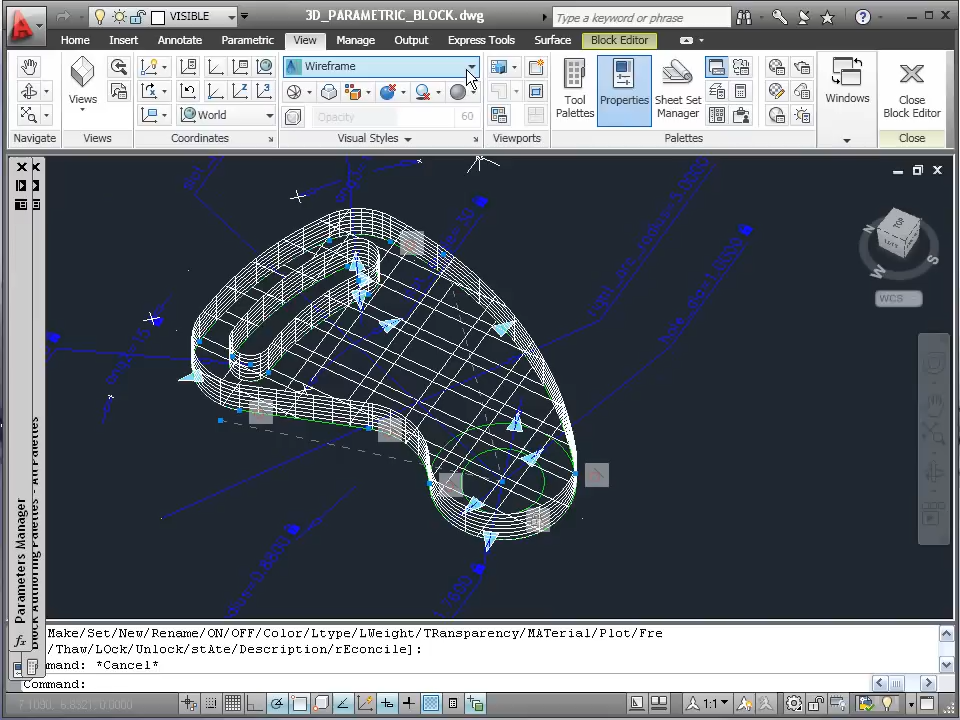 VISIBLE
3D_PARAMETRIC_BLOCK.dwg
Type a keyword or phrase
Home Insert Annotate Parametric View Manage Output Express Tools Surface Block Editor
Wireframe
Views
World
Opacity 60
Tool Palettes
Properties
Sheet Set Manager
Windows
Close Block Editor
Navigate Views Coordinates Visual Styles Viewports Palettes Close
TOP
N
W
S
WCS
Parameters Manager
Block Authoring Palettes - All Palettes
Make/Set/New/Rename/ON/OFF/Color/Ltype/LWeight/TRansparency/MATerial/Plot/Fre
/Thaw/LOck/Unlock/stAte/Description/rEconcile]:
mmand: *Cancel*
Command:
1:1